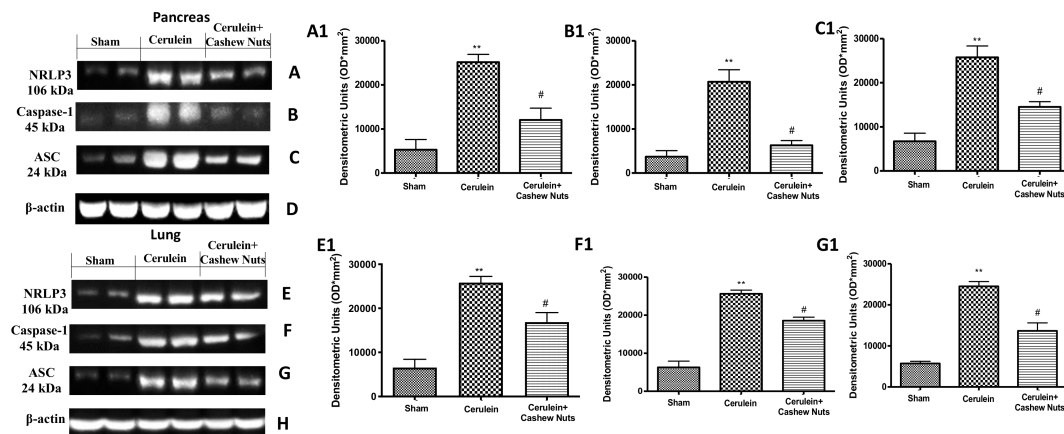 Pancreas
Sham
Cerulein
Cerulein+
Cashew Nuts
NRLP3
106 kDa
A
Caspase-1
45 kDa
B
ASC
24 kDa
C
β-actin
D
Lung
Sham
Cerulein
Cerulein+
Cashew Nuts
NRLP3
106 kDa
E
Caspase-1
45 kDa
F
ASC
24 kDa
G
β-actin
H
A1
Densitometric Units (OD*mm²)
30000
20000
10000
0
**
#
Sham
Cerulein
Cerulein+
Cashew Nuts
B1
Densitometric Units (OD*mm²)
30000
20000
10000
0
**
#
Sham
Cerulein
Cerulein+
Cashew Nuts
C1
Densitometric Units (OD*mm²)
30000
20000
10000
0
**
#
Sham
Cerulein
Cerulein+
Cashew Nuts
E1
Densitometric Units (OD*mm²)
30000
20000
10000
0
**
#
Sham
Cerulein
Cerulein+
Cashew Nuts
F1
Densitometric Units (OD*mm²)
30000
20000
10000
0
**
#
Sham
Cerulein
Cerulein+
Cashew Nuts
G1
Densitometric Units (OD*mm²)
30000
20000
10000
0
**
#
Sham
Cerulein
Cerulein+
Cashew Nuts